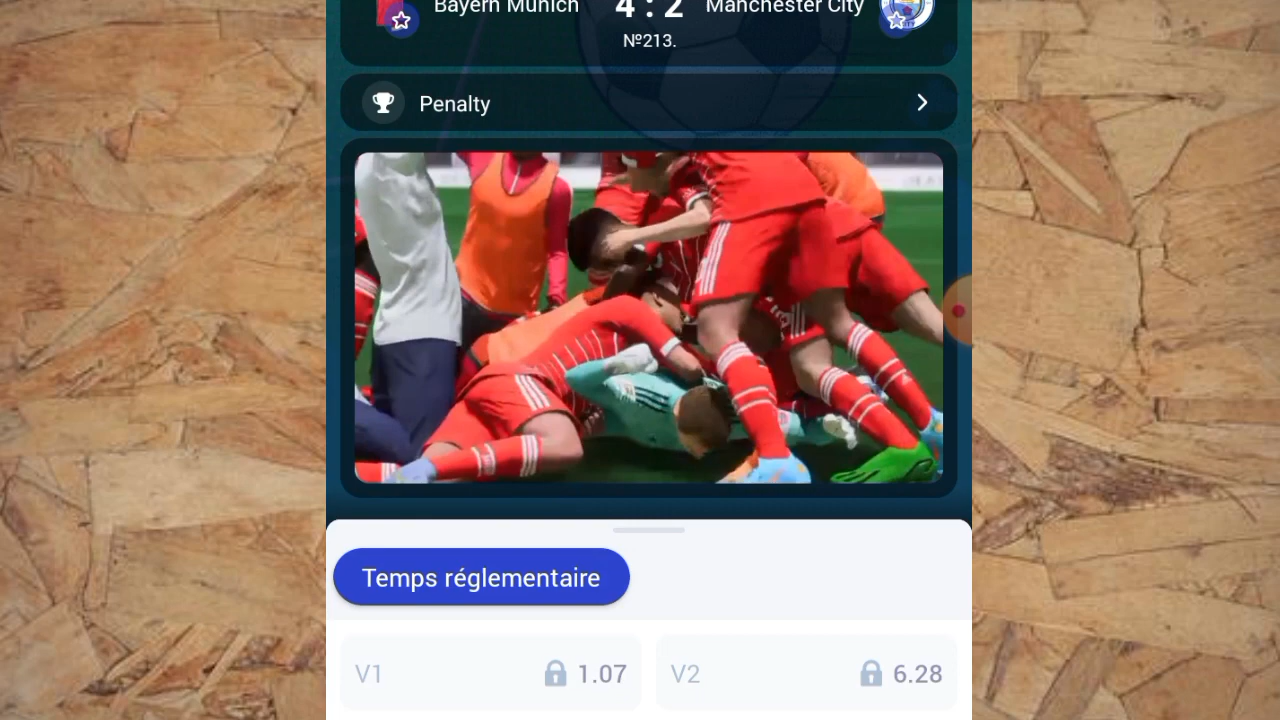 Bayern Munich 4 : 2 Manchester City
№213.
Penalty
Temps réglementaire
V1 1.07 V2 6.28